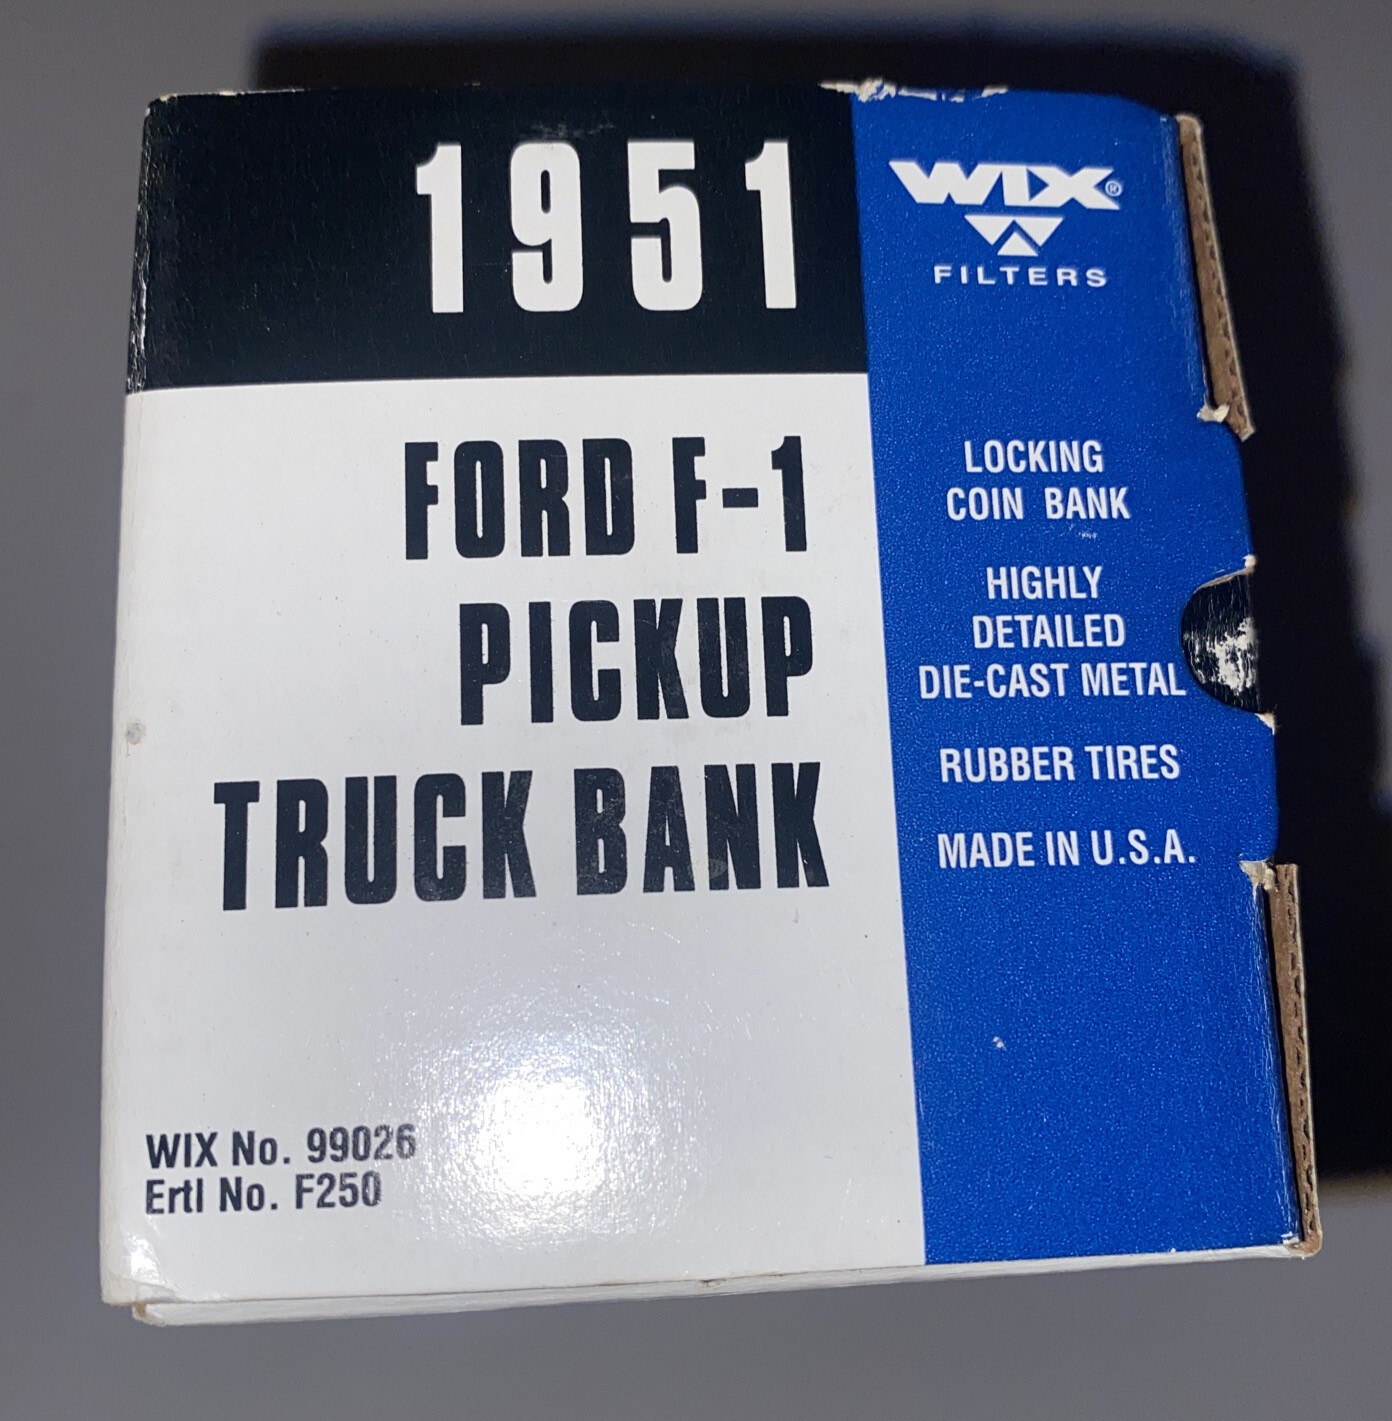 1951
FORD F-1
PICKUP
TRUCK BANK
WIX No. 99026
Ertl No. F250
WIX®
FILTERS
LOCKING
COIN BANK
HIGHLY
DETAILED
DIE-CAST METAL
RUBBER TIRES
MADE IN U.S.A.